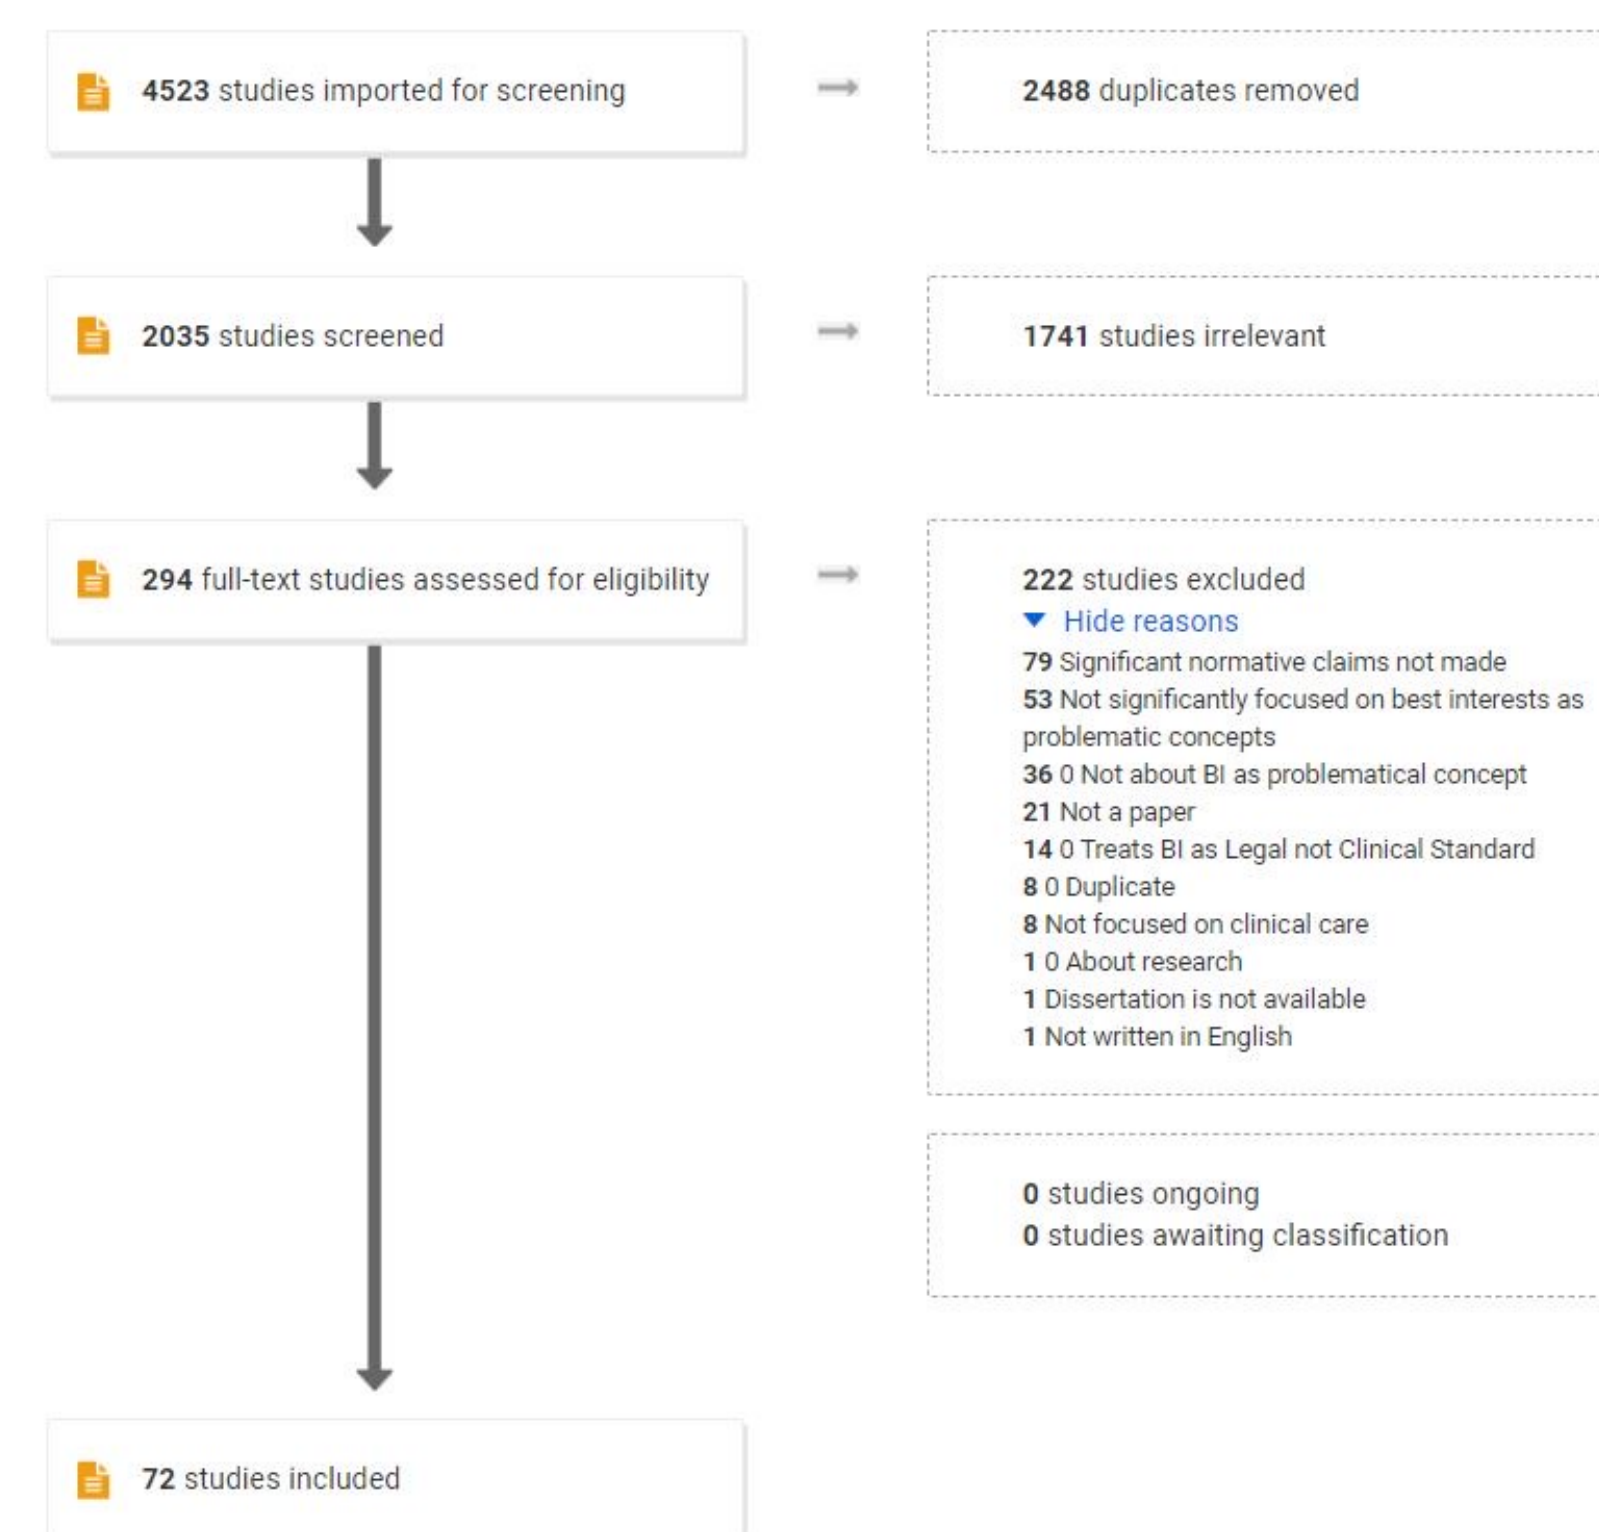 4523 studies imported for screening
2488 duplicates removed
2035 studies screened
1741 studies irrelevant
294 full-text studies assessed for eligibility
222 studies excluded
Hide reasons
79 Significant normative claims not made
53 Not significantly focused on best interests as
problematic concepts
36 0 Not about BI as problematical concept
21 Not a paper
14 0 Treats BI as Legal not Clinical Standard
8 0 Duplicate
8 Not focused on clinical care
1 0 About research
1 Dissertation is not available
1 Not written in English
0 studies ongoing
0 studies awaiting classification
72 studies included